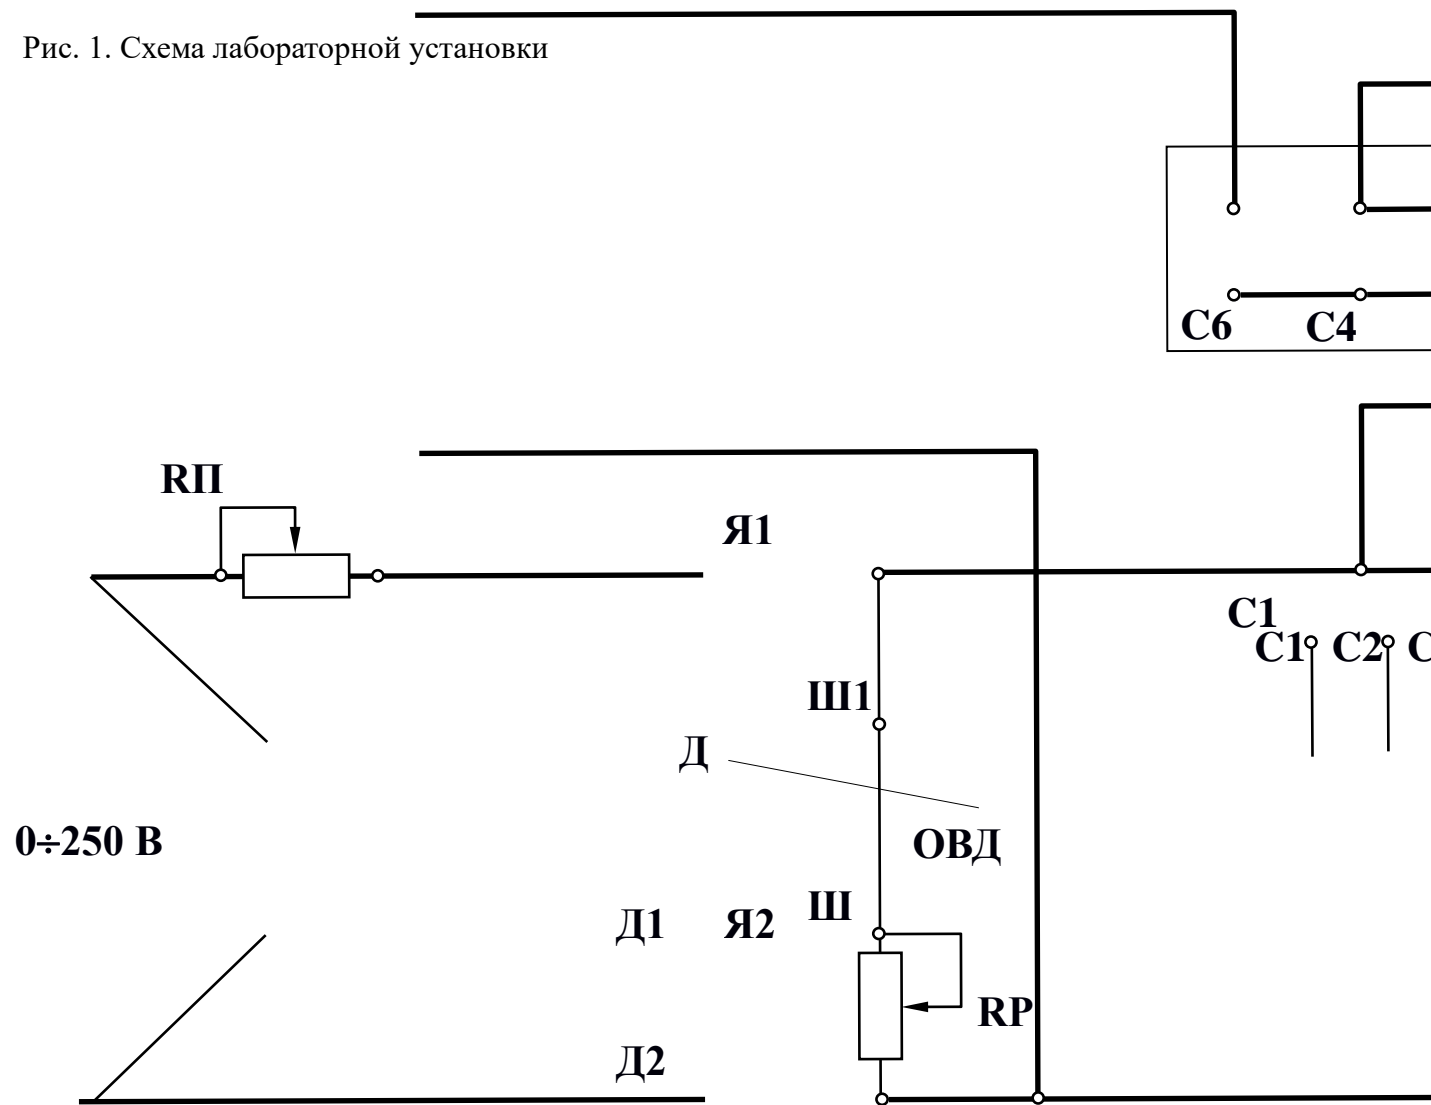 Рис. 1. Схема лабораторной установки
С6 С4
RП
Я1
С1
С1 С2 С
Ш1
Д
0÷250 В
ОВД
Ш
Д1 Я2
RP
Д2